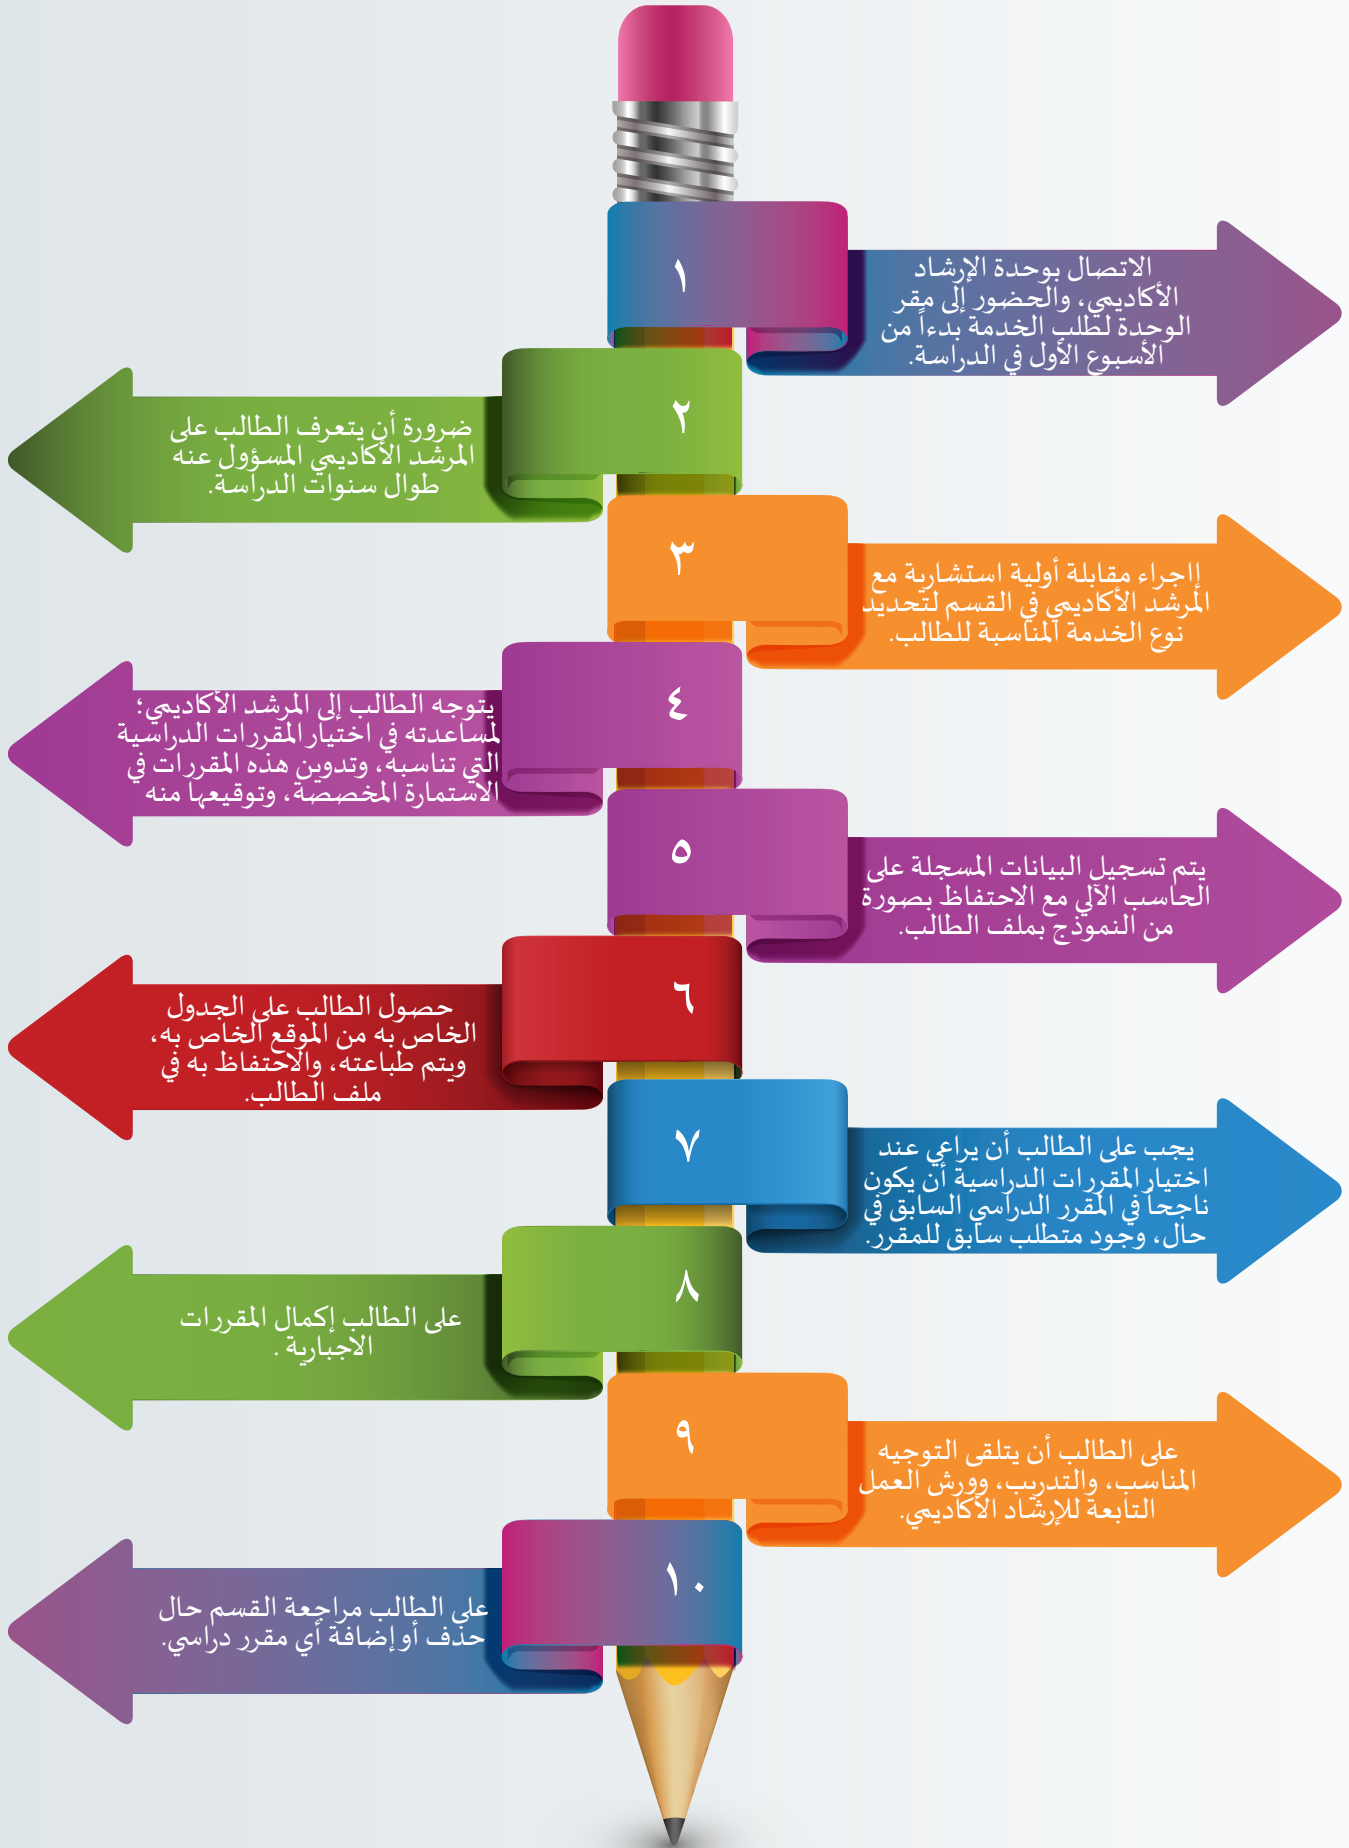 ١
الاتصال بوحدة الإرشاد
الأكاديمي، والحضور إلى مقر
الوحدة لطلب الخدمة بدءاً من
الأسبوع الأول في الدراسة.
٢
ضرورة أن يتعرف الطالب على
المرشد الأكاديمي المسؤول عنه
طوال سنوات الدراسة.
٣
إاجراء مقابلة أولية استشارية مع
المرشد الأكاديمي في القسم لتحديد
نوع الخدمة المناسبة للطالب.
٤
يتوجه الطالب إلى المرشد الأكاديمي؛
لمساعدته في اختيار المقررات الدراسية
التي تناسبه، وتدوين هذه المقررات في
الاستمارة المخصصة، وتوقيعها منه
٥
يتم تسجيل البيانات المسجلة على
الحاسب الآلي مع الاحتفاظ بصورة
من النموذج بملف الطالب.
٦
حصول الطالب على الجدول
الخاص به من الموقع الخاص به،
ويتم طباعته، والاحتفاظ به في
ملف الطالب.
٧
يجب على الطالب أن يراعي عند
اختيار المقررات الدراسية أن يكون
ناجحاً في المقرر الدراسي السابق في
حال، وجود متطلب سابق للمقرر.
٨
على الطالب إكمال المقررات
الاجبارية .
٩
على الطالب أن يتلقى التوجيه
المناسب، والتدريب، وورش العمل
التابعة للإرشاد الأكاديمي.
١٠
على الطالب مراجعة القسم حال
حذف أو إضافة أي مقرر دراسي.